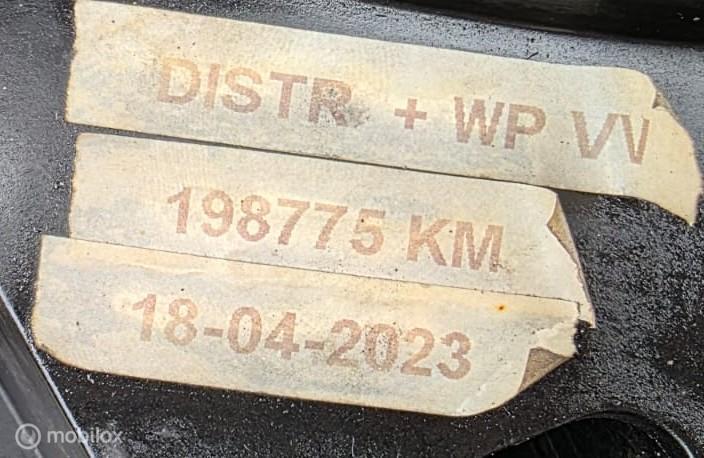 DISTR + WP VV
198775 KM
18-04-2023
mobilox